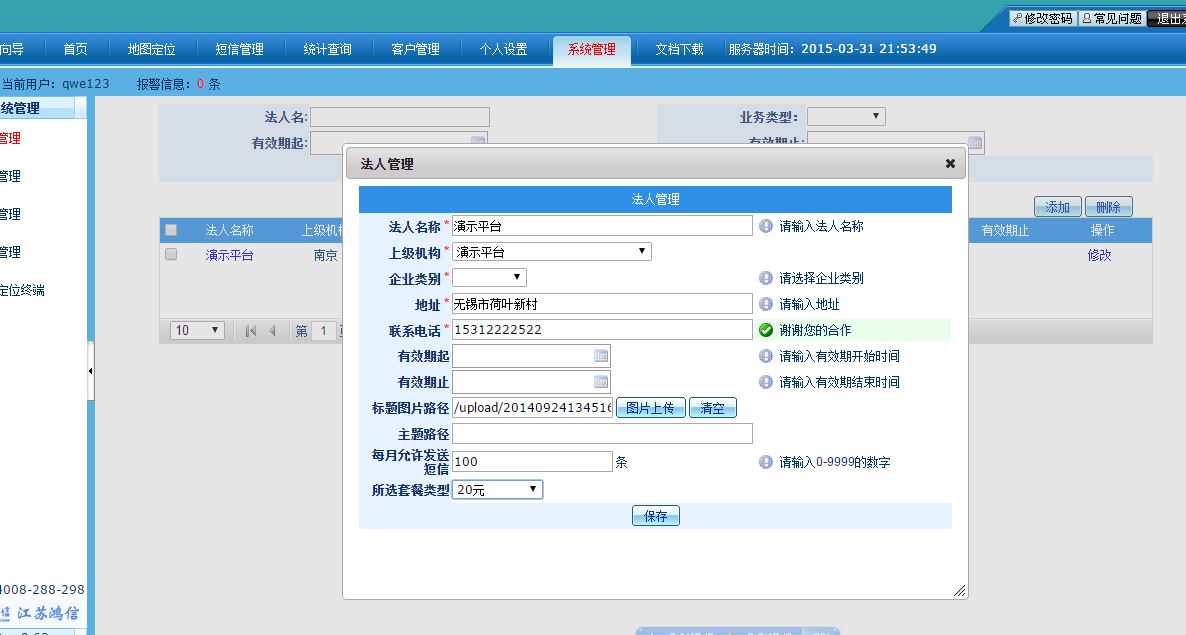 修改密码 常见问题 退出
向导 首页 地图定位 短信管理 统计查询 客户管理 个人设置 系统管理 文档下载 服务器时间：2015-03-31 21:53:49
当前用户：qwe123 报警信息：0 条
统管理
管理
管理
管理
管理
定位终端
4008-288-298
江苏鸿信
法人名: 业务类型:
有效期起: 有效期止:
添加 删除
法人名称 上级机构 有效期止 操作
演示平台 南京 修改
10 第 1
法人管理
法人管理
法人名称* 演示平台 请输入法人名称
上级机构* 演示平台
企业类别* 请选择企业类别
地址* 无锡市荷叶新村 请输入地址
联系电话* 15312222522 谢谢您的合作
有效期起 请输入有效期开始时间
有效期止 请输入有效期结束时间
标题图片路径 /upload/20140924134516 图片上传 清空
主题路径
每月允许发送
短信 100 条 请输入0-9999的数字
所选套餐类型 20元
保存